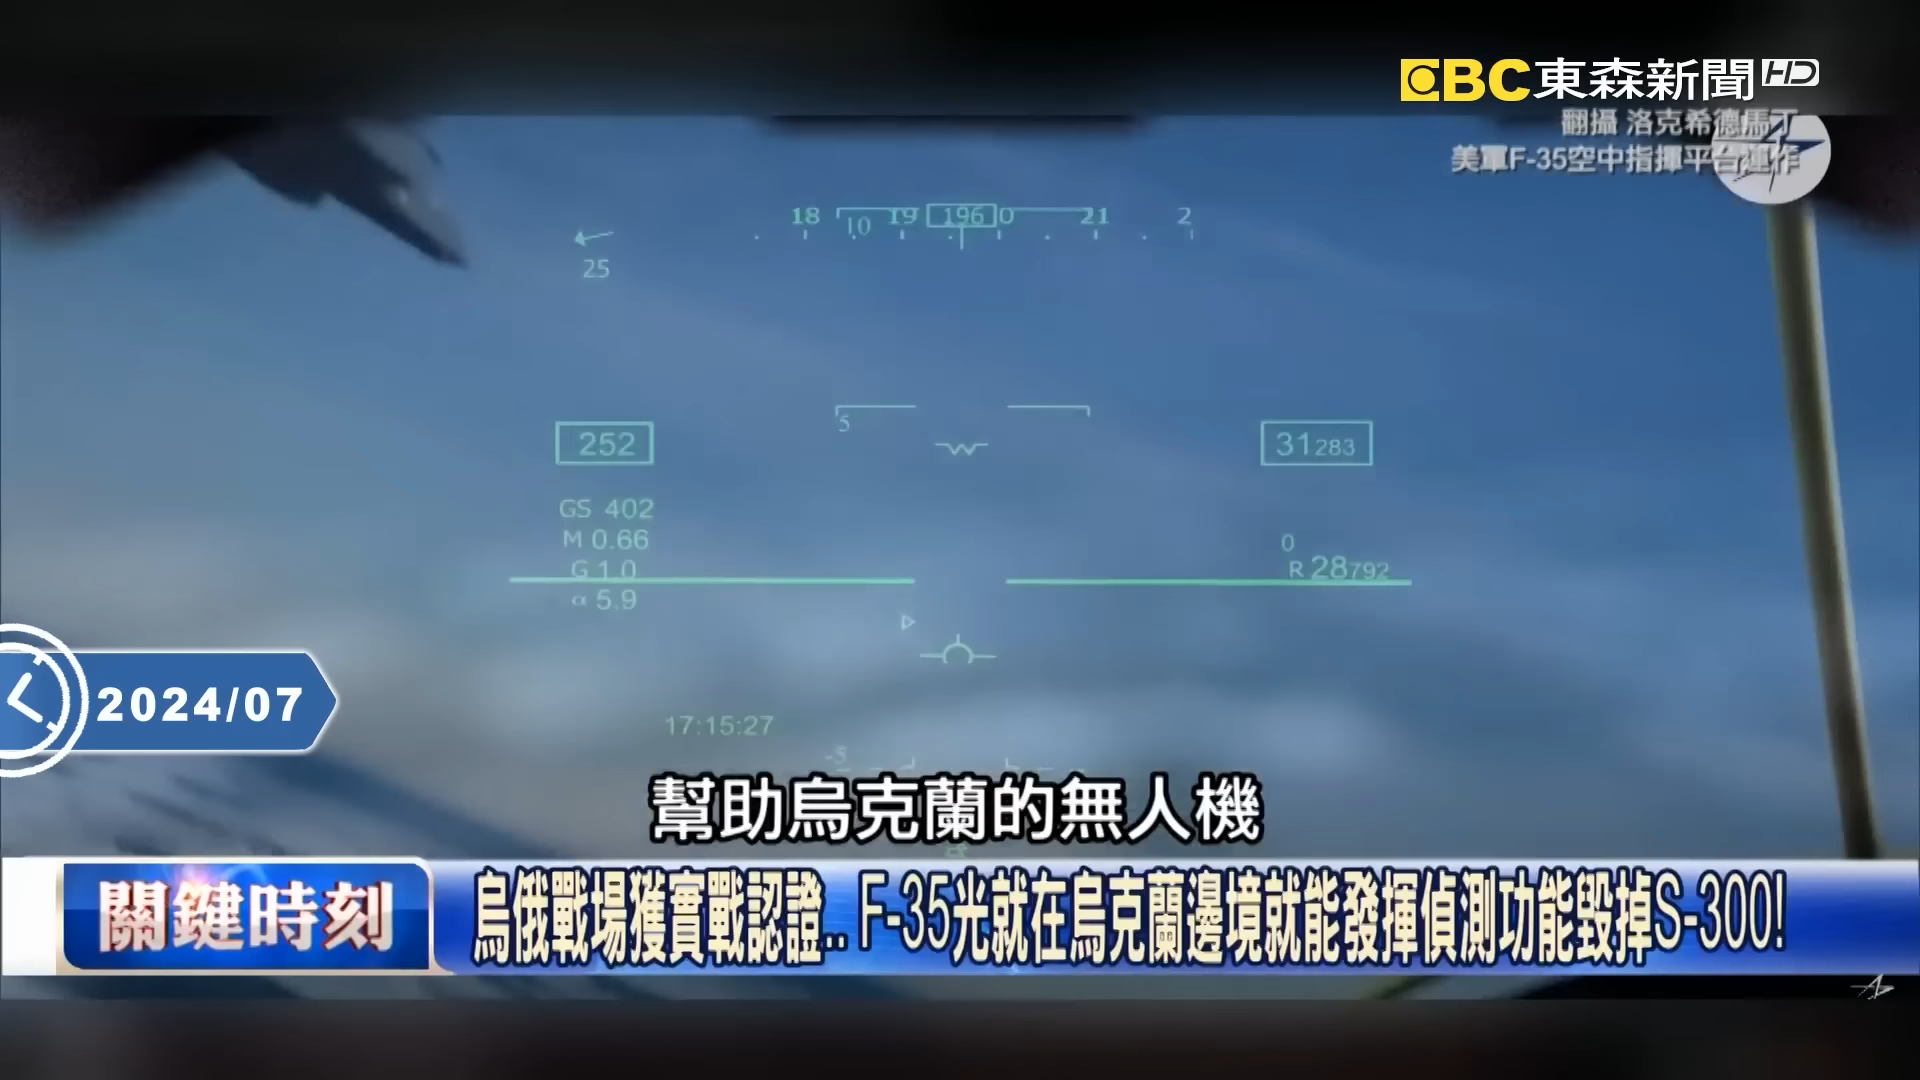 EBC東森新聞HD
翻攝 洛克希德馬丁
美軍F-35空中指揮平台運作
18 10 19 196 0 21 2
25
5
252
31283
GS 402
M 0.66
G 1.0
α 5.9
0
R 28792
2024/07
17:15:27
-5
幫助烏克蘭的無人機
關鍵時刻
烏俄戰場獲實戰認證.. F-35光就在烏克蘭邊境就能發揮偵測功能毀掉S-300!